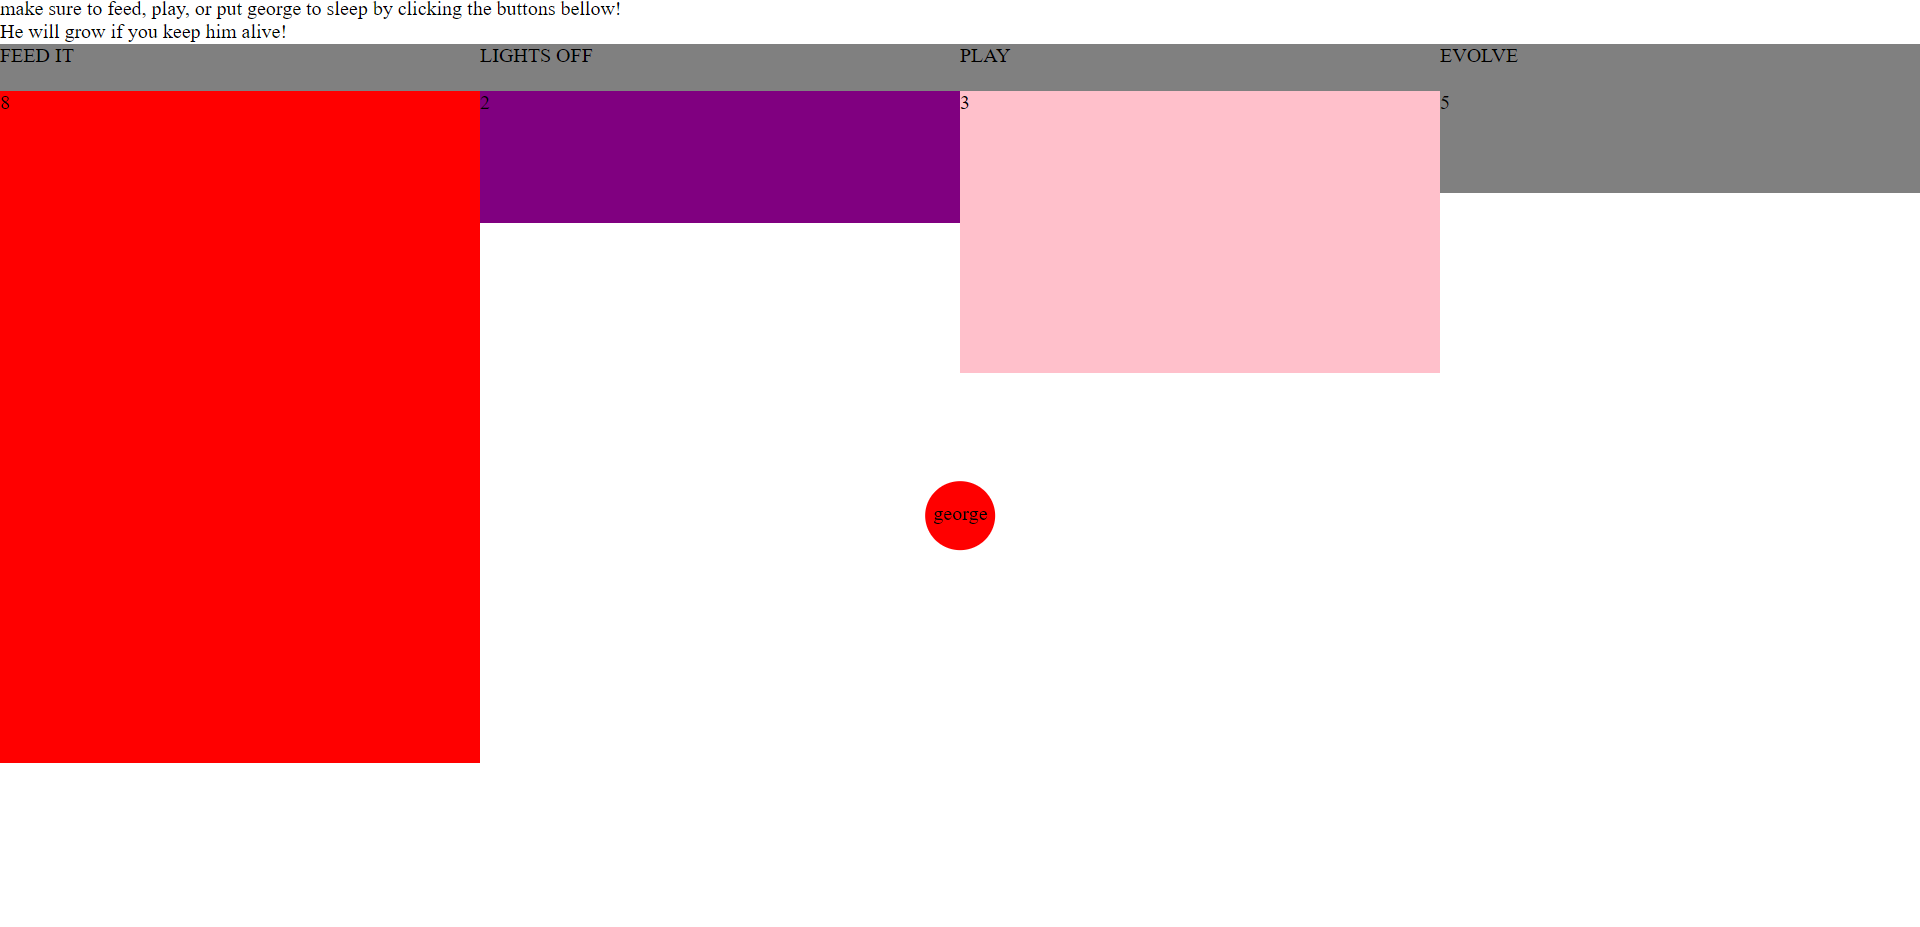 make sure to feed, play, or put george to sleep by clicking the buttons bellow!
He will grow if you keep him alive!
FEED IT
LIGHTS OFF
PLAY
EVOLVE
8
2
3
5
george